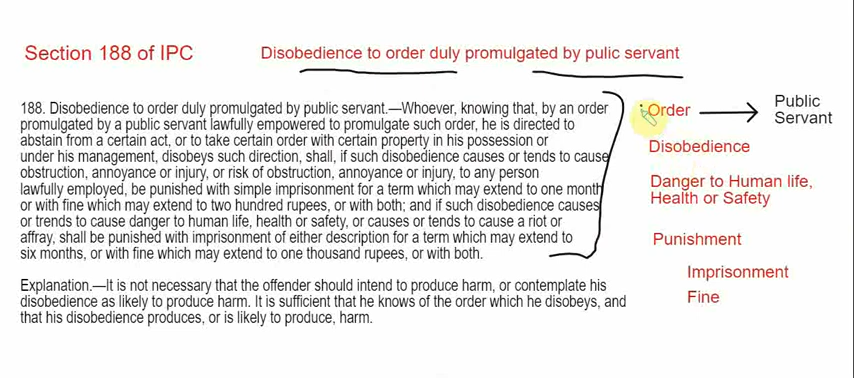 Section 188 of IPC
Disobedience to order duly promulgated by pulic servant
188. Disobedience to order duly promulgated by public servant.—Whoever, knowing that, by an order
promulgated by a public servant lawfully empowered to promulgate such order, he is directed to
abstain from a certain act, or to take certain order with certain property in his possession or
under his management, disobeys such direction, shall, if such disobedience causes or tends to cause
obstruction, annoyance or injury, or risk of obstruction, annoyance or injury, to any person
lawfully employed, be punished with simple imprisonment for a term which may extend to one month
or with fine which may extend to two hundred rupees, or with both; and if such disobedience causes
or trends to cause danger to human life, health or safety, or causes or tends to cause a riot or
affray, shall be punished with imprisonment of either description for a term which may extend to
six months, or with fine which may extend to one thousand rupees, or with both.
Explanation.—It is not necessary that the offender should intend to produce harm, or contemplate his
disobedience as likely to produce harm. It is sufficient that he knows of the order which he disobeys, and
that his disobedience produces, or is likely to produce, harm.
Order
Public
Servant
Disobedience
Danger to Human life,
Health or Safety
Punishment
Imprisonment
Fine